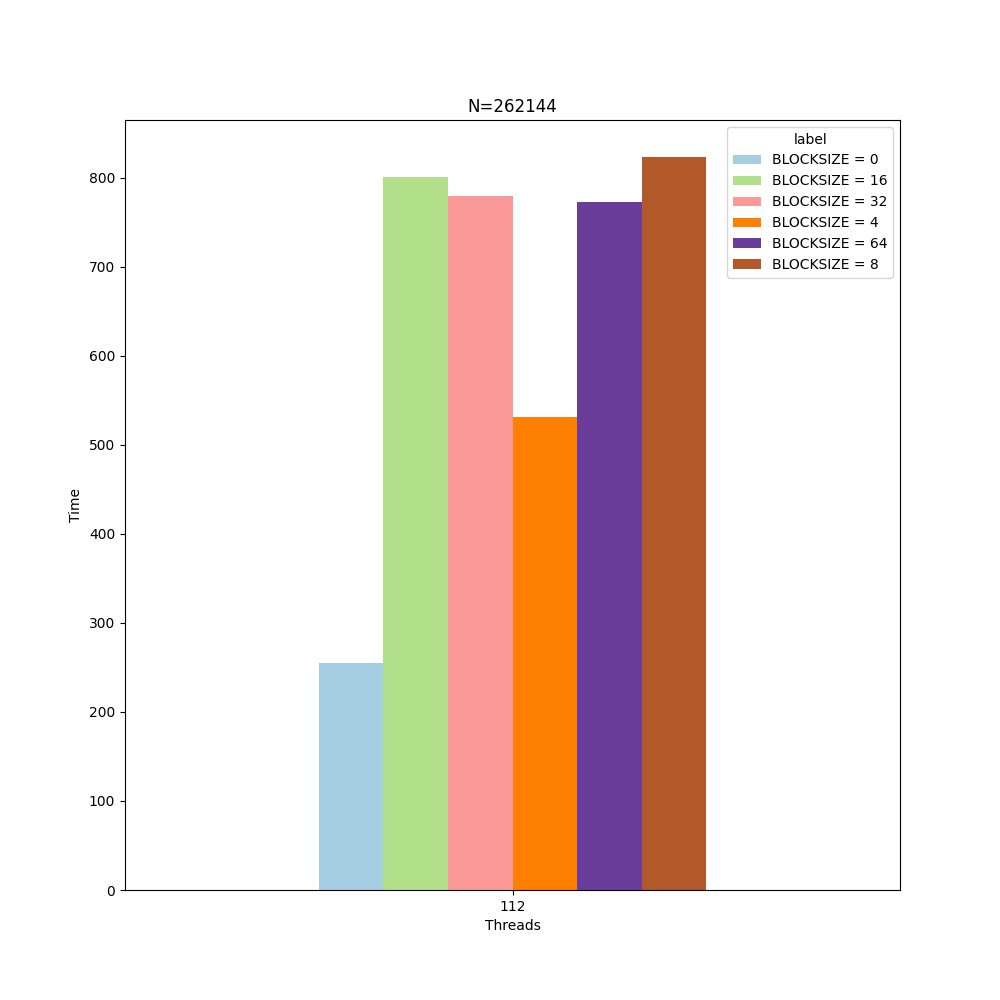 N=262144
label
BLOCKSIZE = 0
BLOCKSIZE = 16
BLOCKSIZE = 32
BLOCKSIZE = 4
BLOCKSIZE = 64
BLOCKSIZE = 8
800
700
600
500
400
300
200
100
0
Time
112
Threads